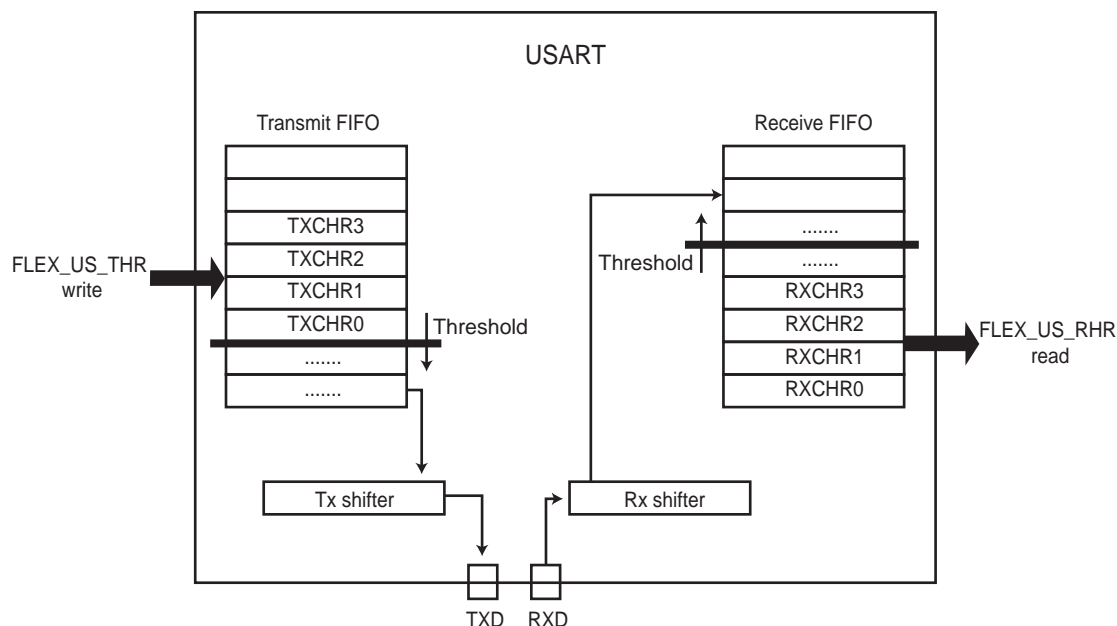 USART
Transmit FIFO
Receive FIFO
TXCHR3
TXCHR2
TXCHR1
TXCHR0
.......
.......
FLEX_US_THR
write
Threshold
.......
.......
RXCHR3
RXCHR2
RXCHR1
RXCHR0
Threshold
FLEX_US_RHR
read
Tx shifter
Rx shifter
TXD
RXD